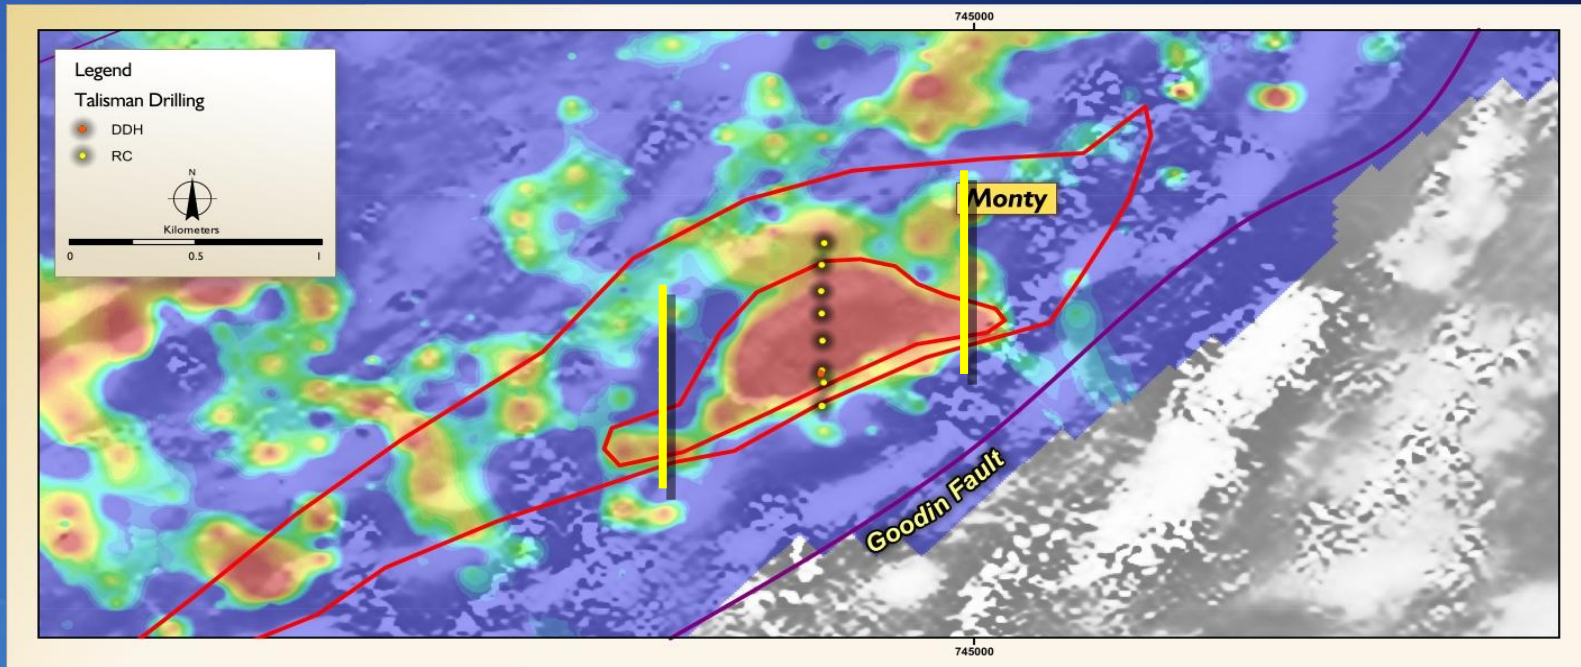 745000
Legend
Talisman Drilling
DDH
RC
N
Kilometers
0 0.5 1
Monty
Goodin Fault
745000